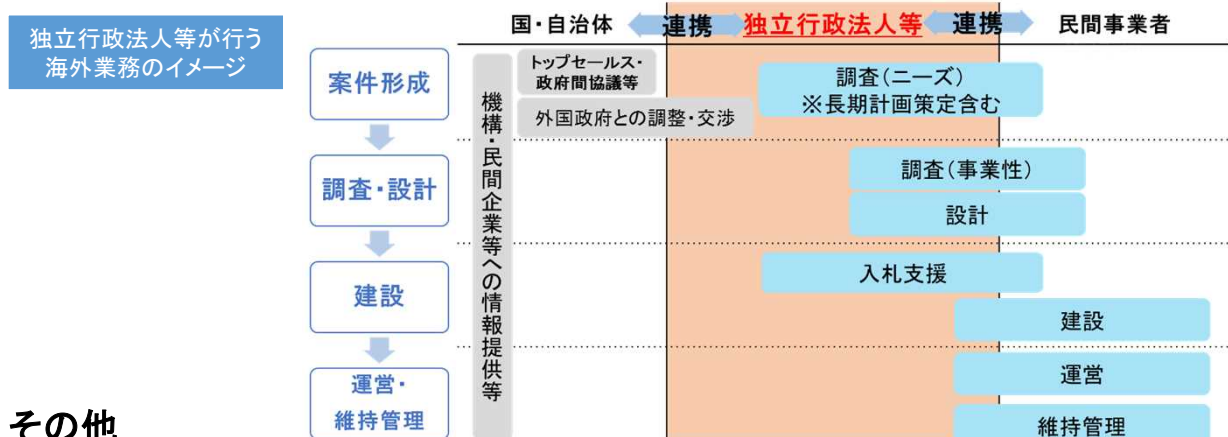 独立行政法人等が行う
海外業務のイメージ
国・自治体
連携
独立行政法人等
連携
民間事業者
案件形成
調査・設計
建設
運営・
維持管理
機構・民間企業等への情報提供等
トップセールス・
政府間協議等
外国政府との調整・交渉
調査（ニーズ）
※長期計画策定含む
調査（事業性）
設計
入札支援
建設
運営
維持管理
その他